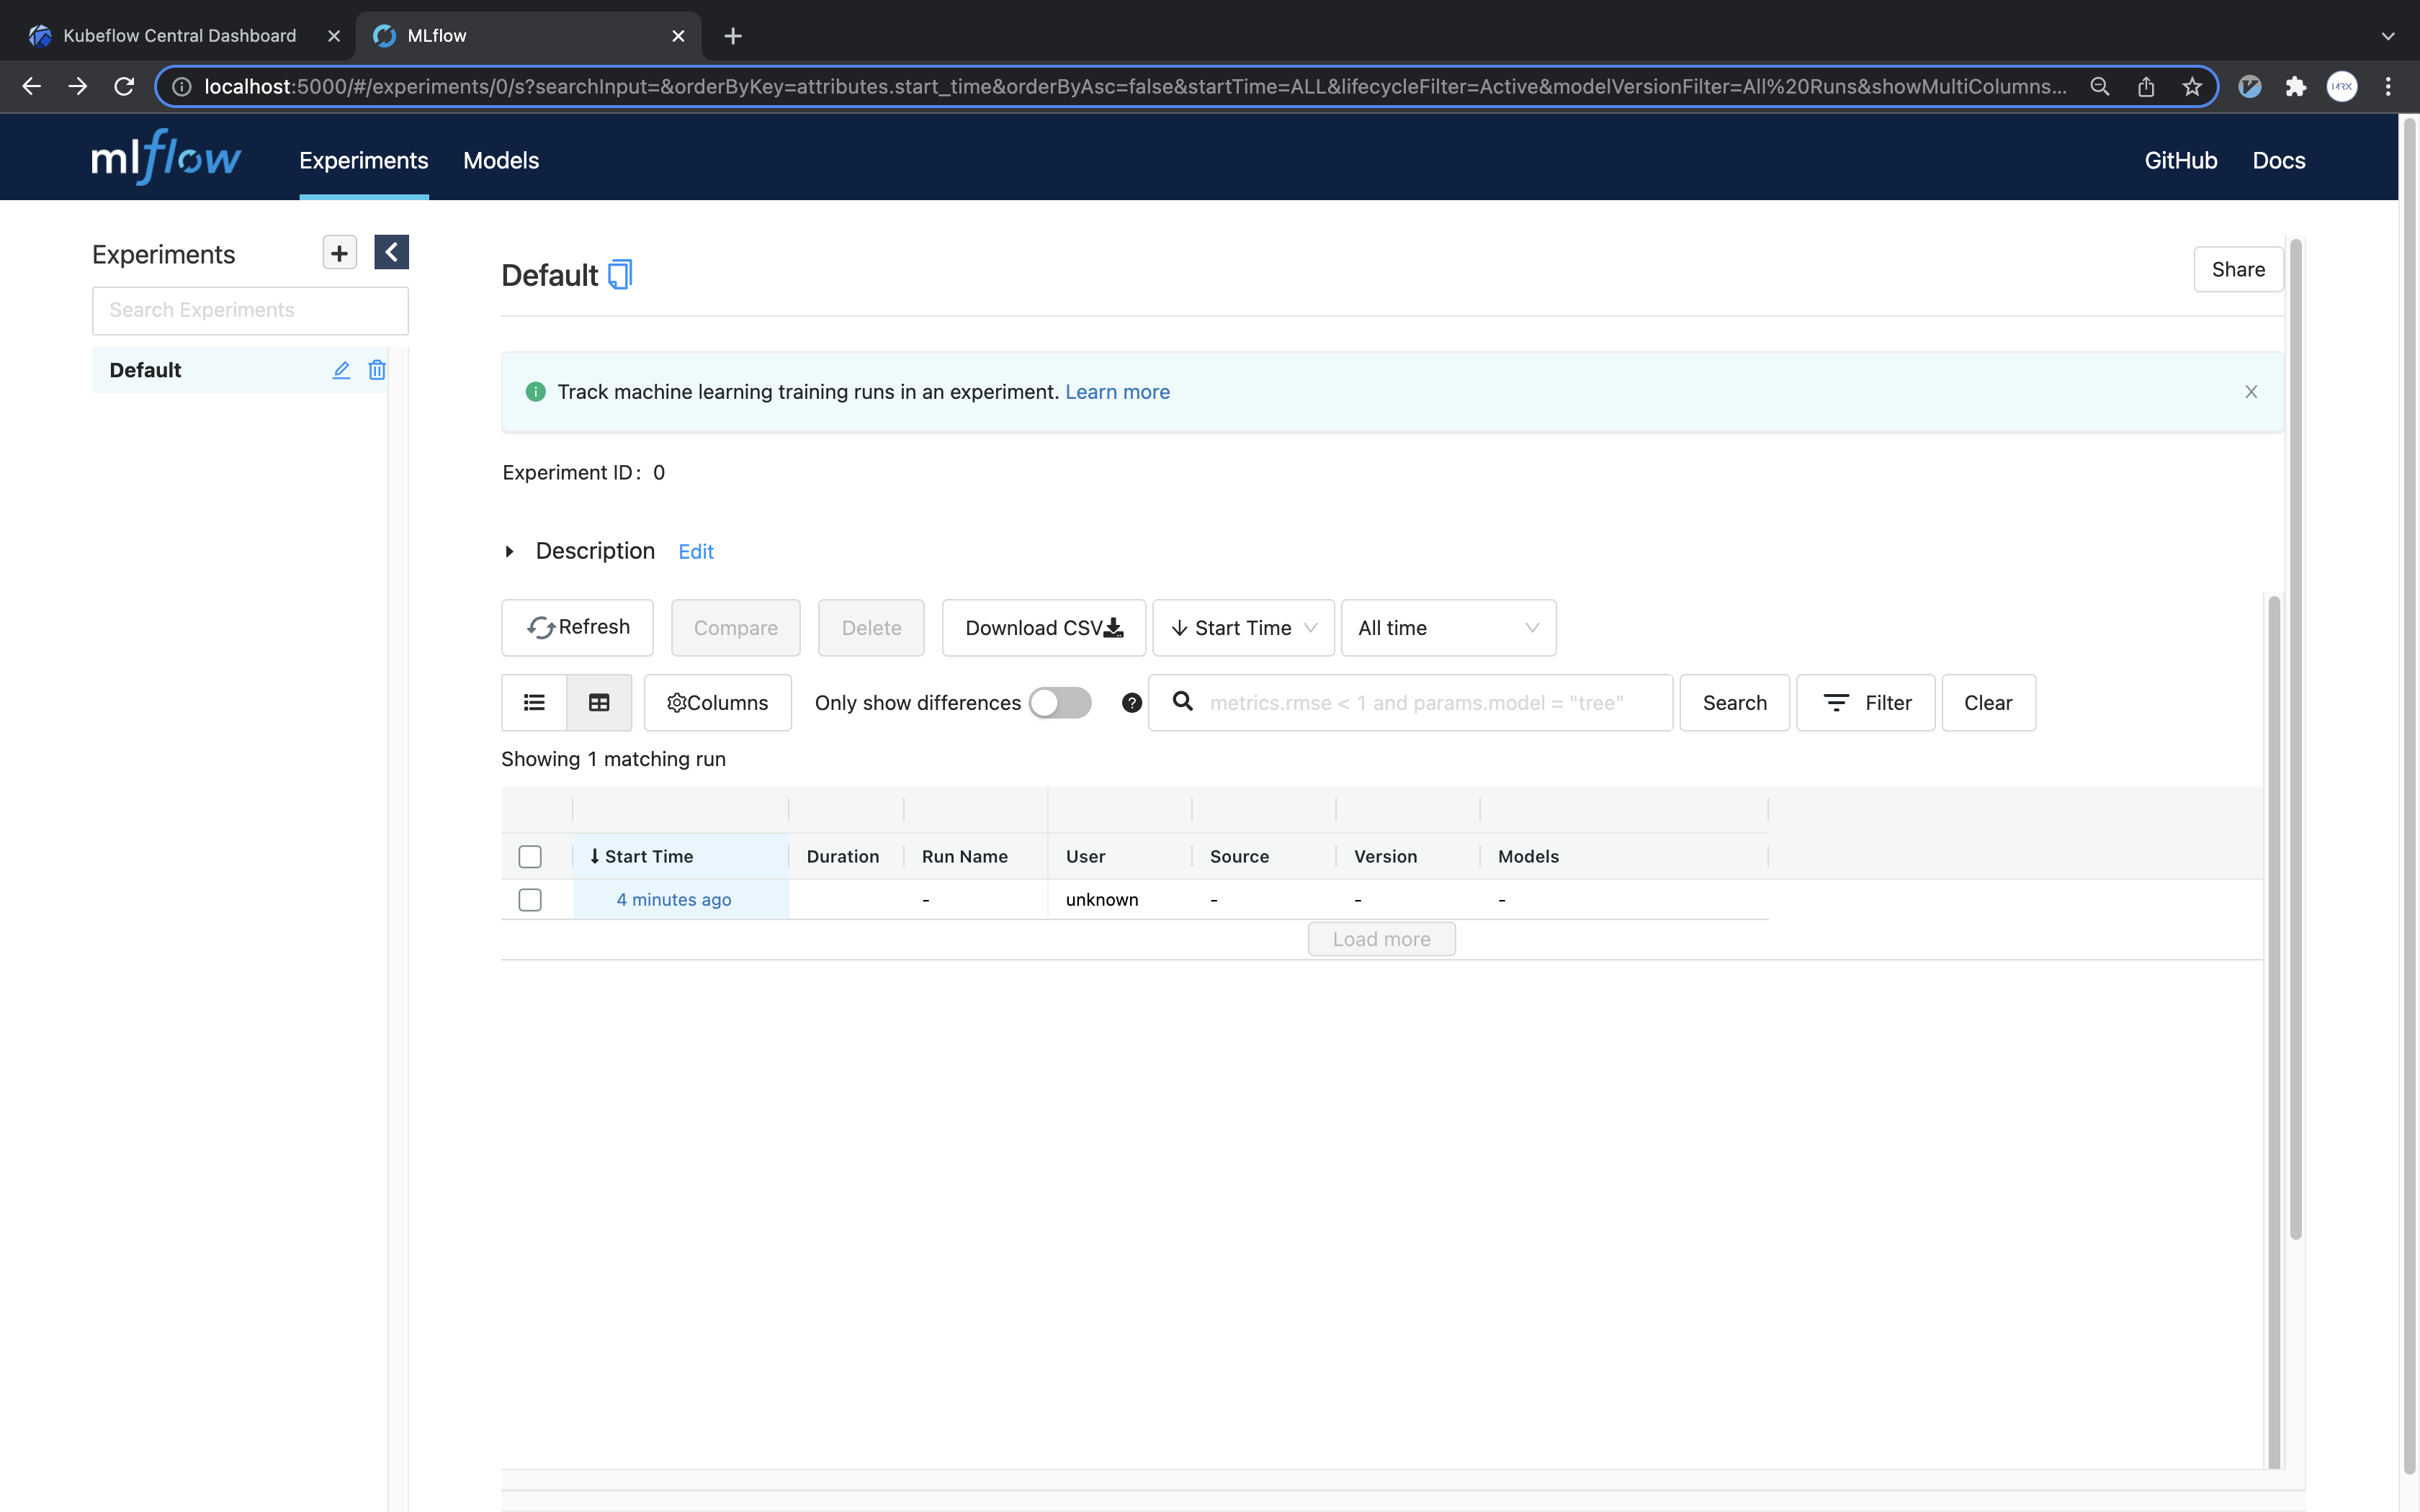 Kubeflow Central Dashboard
MLflow
localhost:5000/#/experiments/0/s?searchInput=&orderByKey=attributes.start_time&orderByAsc=false&startTime=ALL&lifecycleFilter=Active&modelVersionFilter=All%20Runs&showMultiColumns...
MRX
mlflow
Experiments Models
GitHub Docs
Experiments
Search Experiments
Default
Default
Share
Track machine learning training runs in an experiment. Learn more
Experiment ID: 0
Description Edit
Refresh Compare Delete Download CSV Start Time All time
Columns Only show differences metrics.rmse < 1 and params.model = "tree" Search Filter Clear
Showing 1 matching run
Start Time Duration Run Name User Source Version Models
4 minutes ago - unknown - - -
Load more